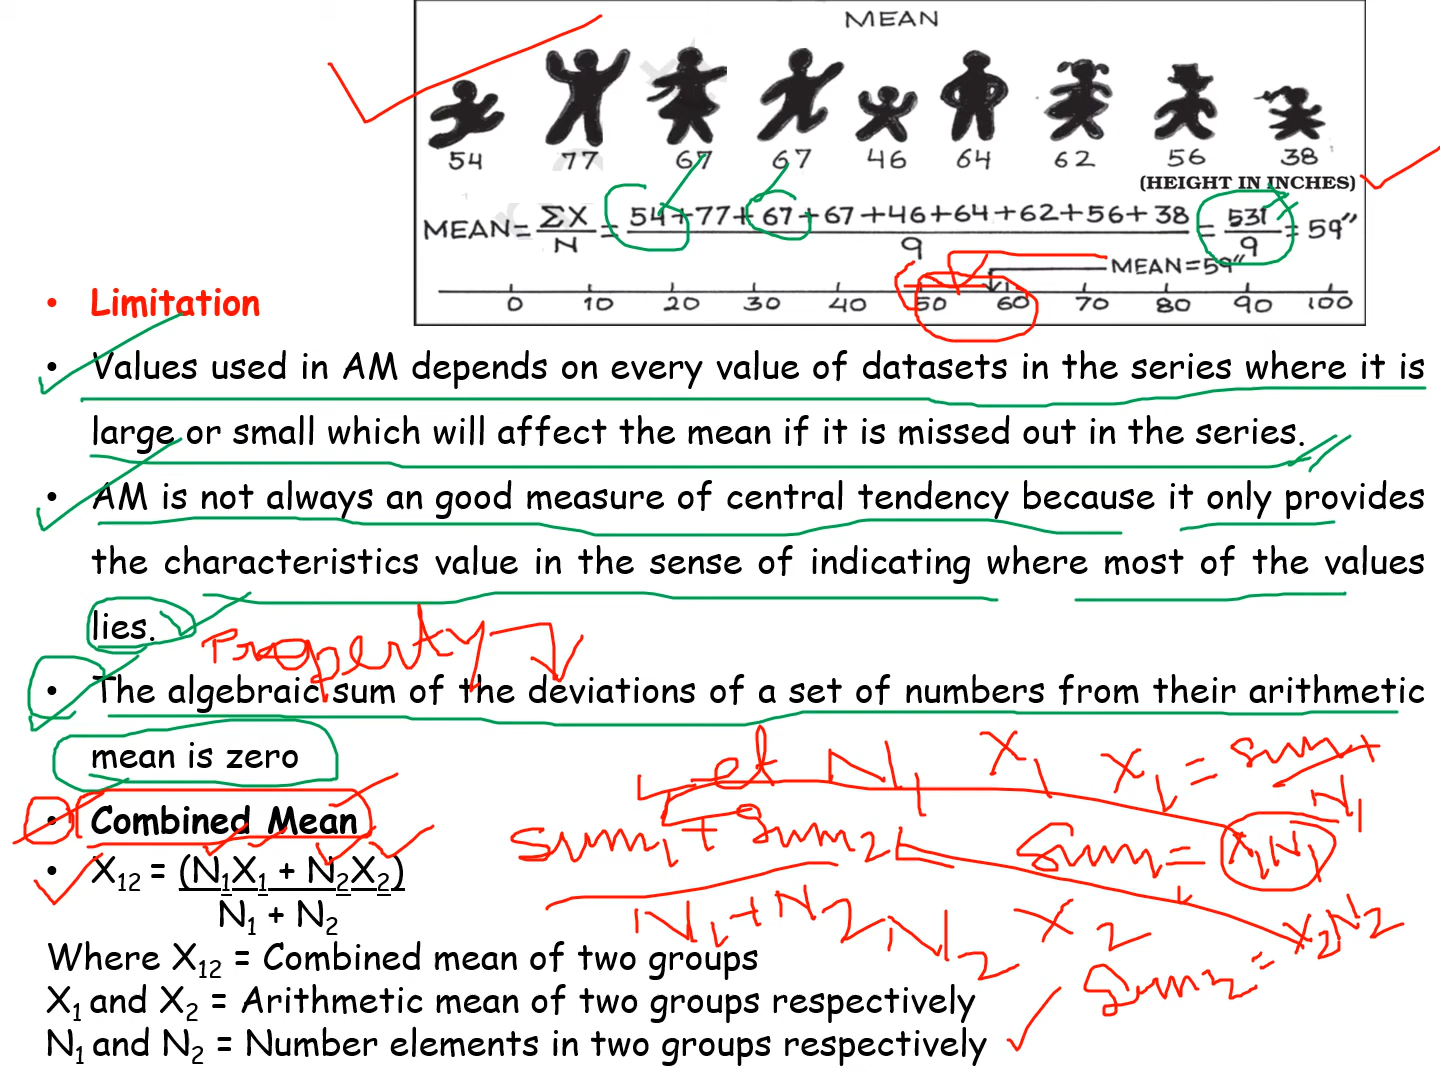 MEAN
54 77 67 67 46 64 62 56 38
(HEIGHT IN INCHES)
MEAN = ΣX/N = 54+77+67+67+46+64+62+56+38/9 = 531/9 = 59"
MEAN=59"
0 10 20 30 40 50 60 70 80 90 100
• Limitation
• Values used in AM depends on every value of datasets in the series where it is
large or small which will affect the mean if it is missed out in the series.
• AM is not always an good measure of central tendency because it only provides
the characteristics value in the sense of indicating where most of the values
lies.
Property
• The algebraic sum of the deviations of a set of numbers from their arithmetic
mean is zero
Let N1 X1 X1 = sum1/N1
• Combined Mean
sum1 + sum2/N1+N2
Sum1 = X1N1
• X12 = (N1X1 + N2X2)
N1 + N2
N2 X2
Sum2 = X2N2
Where X12 = Combined mean of two groups
X1 and X2 = Arithmetic mean of two groups respectively
N1 and N2 = Number elements in two groups respectively